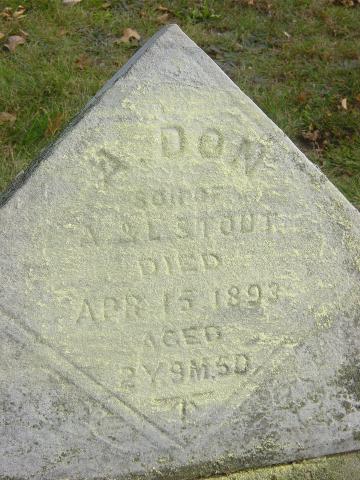 A. DON
SON OF
A. & L. STOUT
DIED
APR. 15, 1893
AGED
2Y. 9M. 5D.